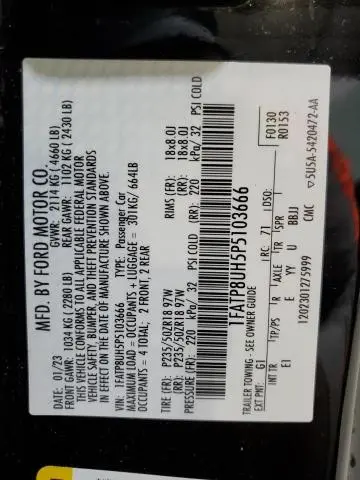 MFD. BY FORD MOTOR CO.
DATE: 01/23 GVWR: 2114 KG ( 4660 LB)
FRONT GAWR: 1034 KG ( 2280 LB) REAR GAWR: 1102 KG ( 2430 LB)
THIS VEHICLE CONFORMS TO ALL APPLICABLE FEDERAL MOTOR
VEHICLE SAFETY, BUMPER, AND THEFT PREVENTION STANDARDS
IN EFFECT ON THE DATE OF MANUFACTURE SHOWN ABOVE.
VIN: 1FATP8UH5P5103666 TYPE: Passenger Car
MAXIMUM LOAD = OCCUPANTS + LUGGAGE = 301KG/ 664LB
OCCUPANTS = 4 TOTAL; 2 FRONT, 2 REAR
TIRE (FR): P235/50ZR18 97W RIMS (FR): 18x8.0J
(RR): P235/50ZR18 97W (RR): 18x8.0J
PRESSURE (FR): 220 kPa/ 32 PSI COLD (RR) 220 kPa/ 32 PSI COLD
1FATP8UH5P5103666
TRAILER TOWING - SEE OWNER GUIDE
EXT PNT: G1 RC: 71 DSO: F0130
R0153
INT TR TP/PS R AXLE TR SPR
EI E YY U BBJJ
1202301275999 CMC
▽5U5A-5420472-AA